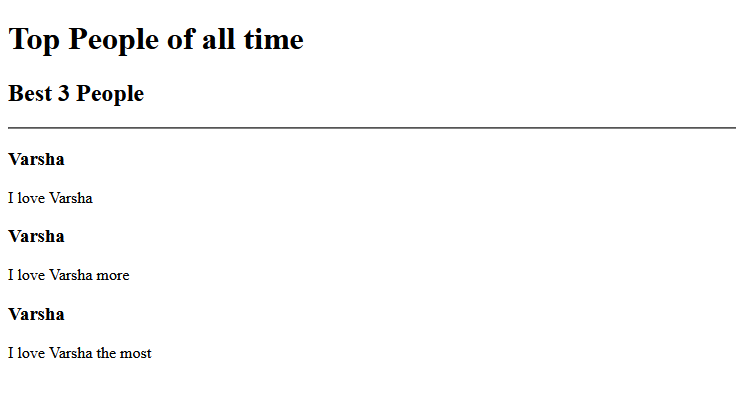 Top People of all time
Best 3 People
Varsha
I love Varsha
Varsha
I love Varsha more
Varsha
I love Varsha the most